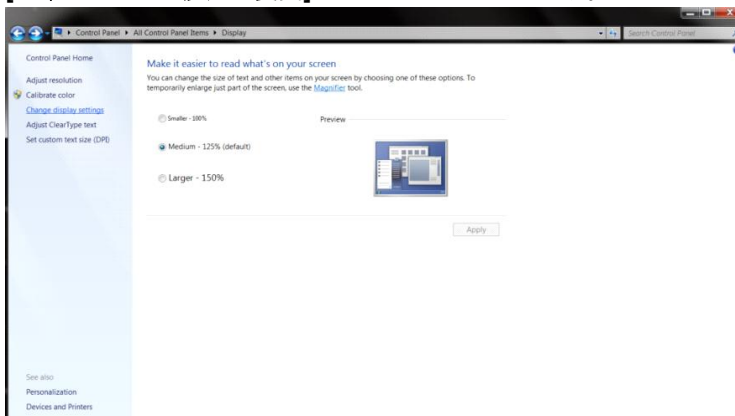 Control Panel ▸ All Control Panel Items ▸ Display
Search Control Panel
Control Panel Home
Adjust resolution
Calibrate color
Change display settings
Adjust ClearType text
Set custom text size (DPI)
See also
Personalization
Devices and Printers
Make it easier to read what's on your screen
You can change the size of text and other items on your screen by choosing one of these options. To
temporarily enlarge just part of the screen, use the Magnifier tool.
Smaller - 100%
Preview
Medium - 125% (default)
Larger - 150%
Apply